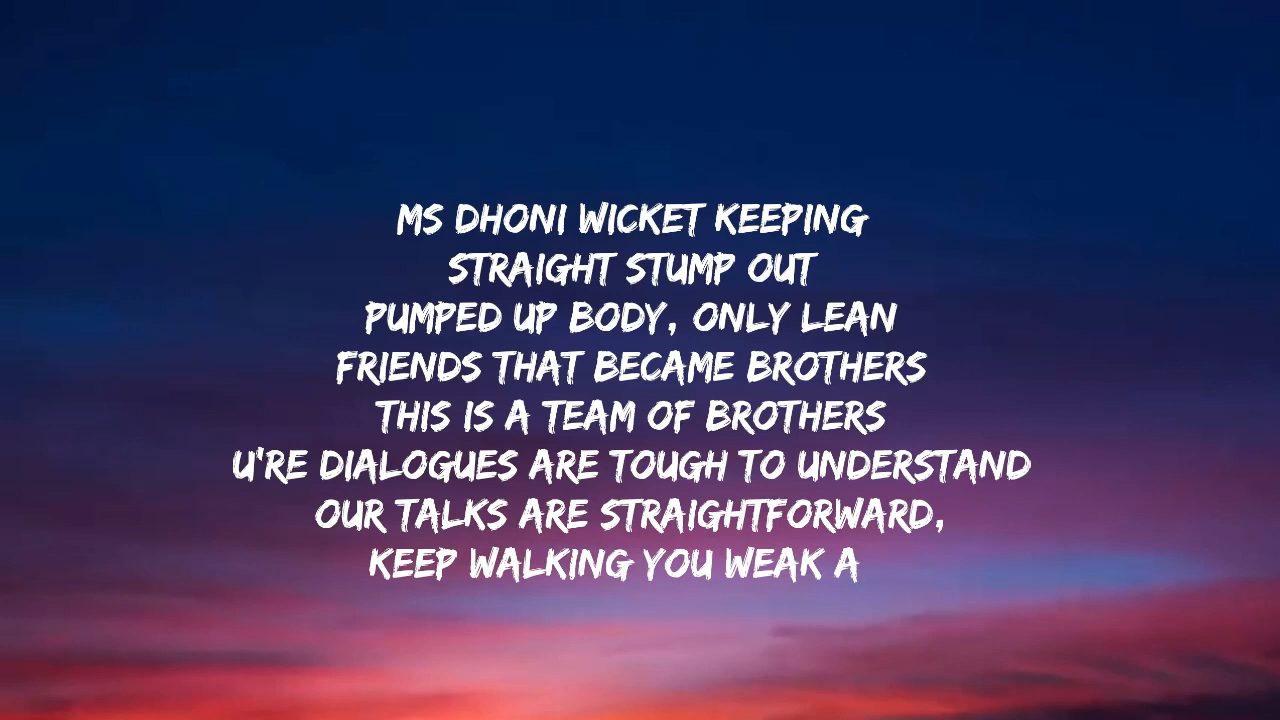 MS DHONI WICKET KEEPING
STRAIGHT STUMP OUT
PUMPED UP BODY, ONLY LEAN
FRIENDS THAT BECAME BROTHERS
THIS IS A TEAM OF BROTHERS
U'RE DIALOGUES ARE TOUGH TO UNDERSTAND
OUR TALKS ARE STRAIGHTFORWARD,
KEEP WALKING YOU WEAK A